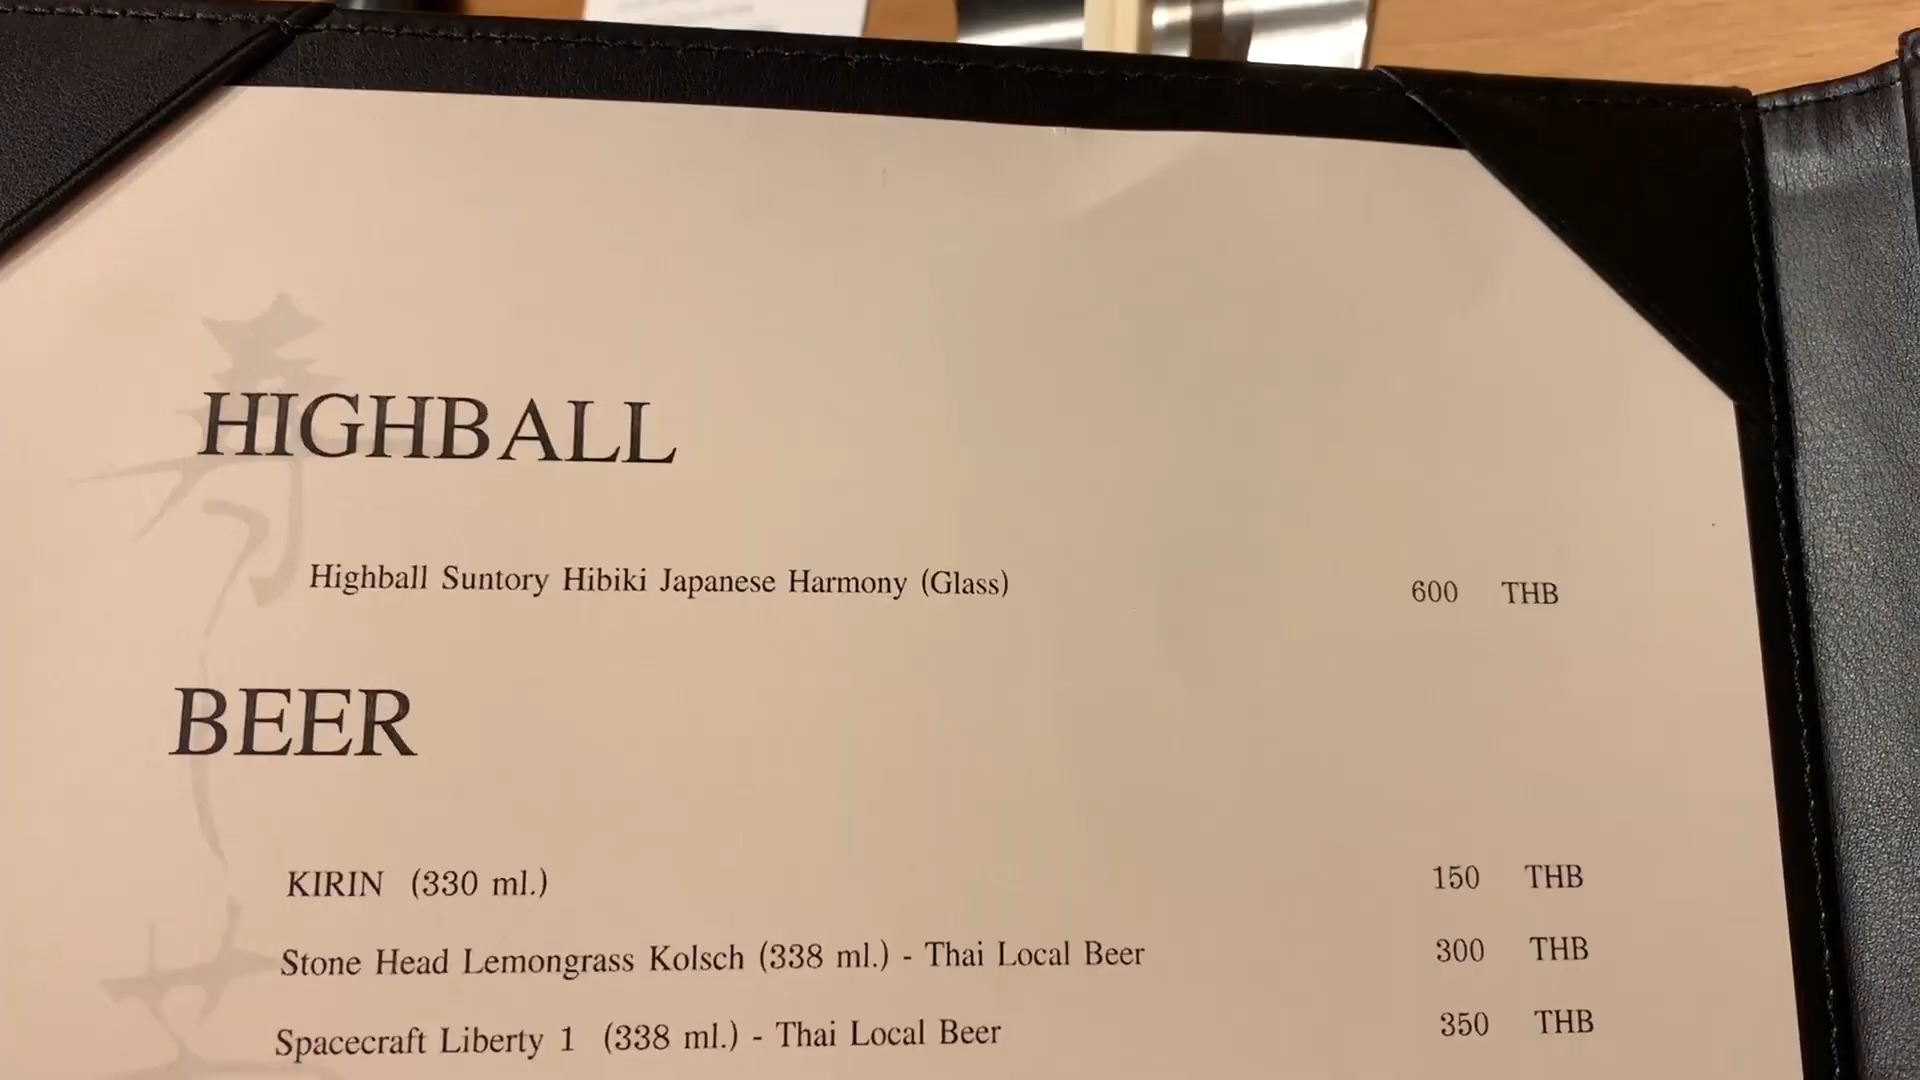 HIGHBALL
Highball Suntory Hibiki Japanese Harmony (Glass) 600 THB
BEER
KIRIN (330 ml.) 150 THB
Stone Head Lemongrass Kolsch (338 ml.) - Thai Local Beer 300 THB
Spacecraft Liberty 1 (338 ml.) - Thai Local Beer 350 THB